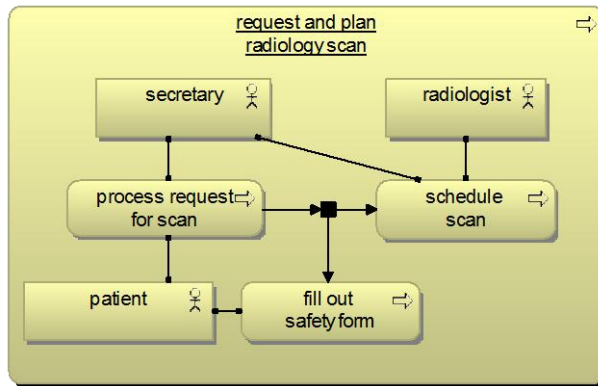 request and plan
radiology scan
secretary
radiologist
process request
for scan
schedule
scan
patient
fill out
safety form